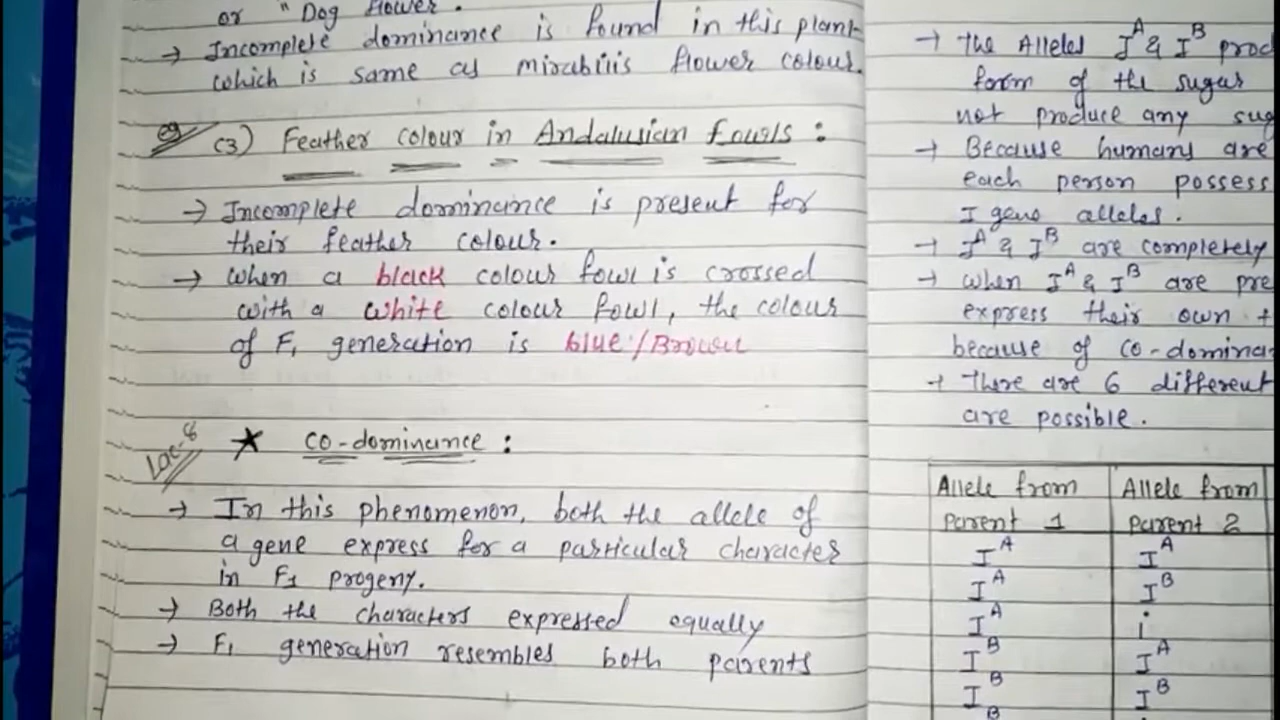 or "Dog flower.
→ Incomplete dominance is found in this plant
which is same as mirabilis flower colour.
eg (3) Feather colour in Andalusian fowls :
→ Incomplete dominance is present for
their feather colour.
→ When a black colour fowl is crossed
with a white colour fowl, the colour
of F1 generation is blue/Brown
Lec-8 ★ co-dominance :
→ In this phenomenon, both the allele of
a gene express for a particular character
in F1 progeny.
→ Both the characters expressed equally
→ F1 generation resembles both parents
→ The Alleles I^A & I^B prod
form of the sugar
not produce any sug
→ Because humans are
each person possess
I gene alleles.
→ I^A & I^B are completely
→ When I^A & I^B are pre
express their own t
because of co-domina
→ There are 6 different
are possible.
Allele from Parent 1 Allele from Parent 2
I^A I^A
I^A I^B
I^A i
I^B I^A
I^B I^B
B